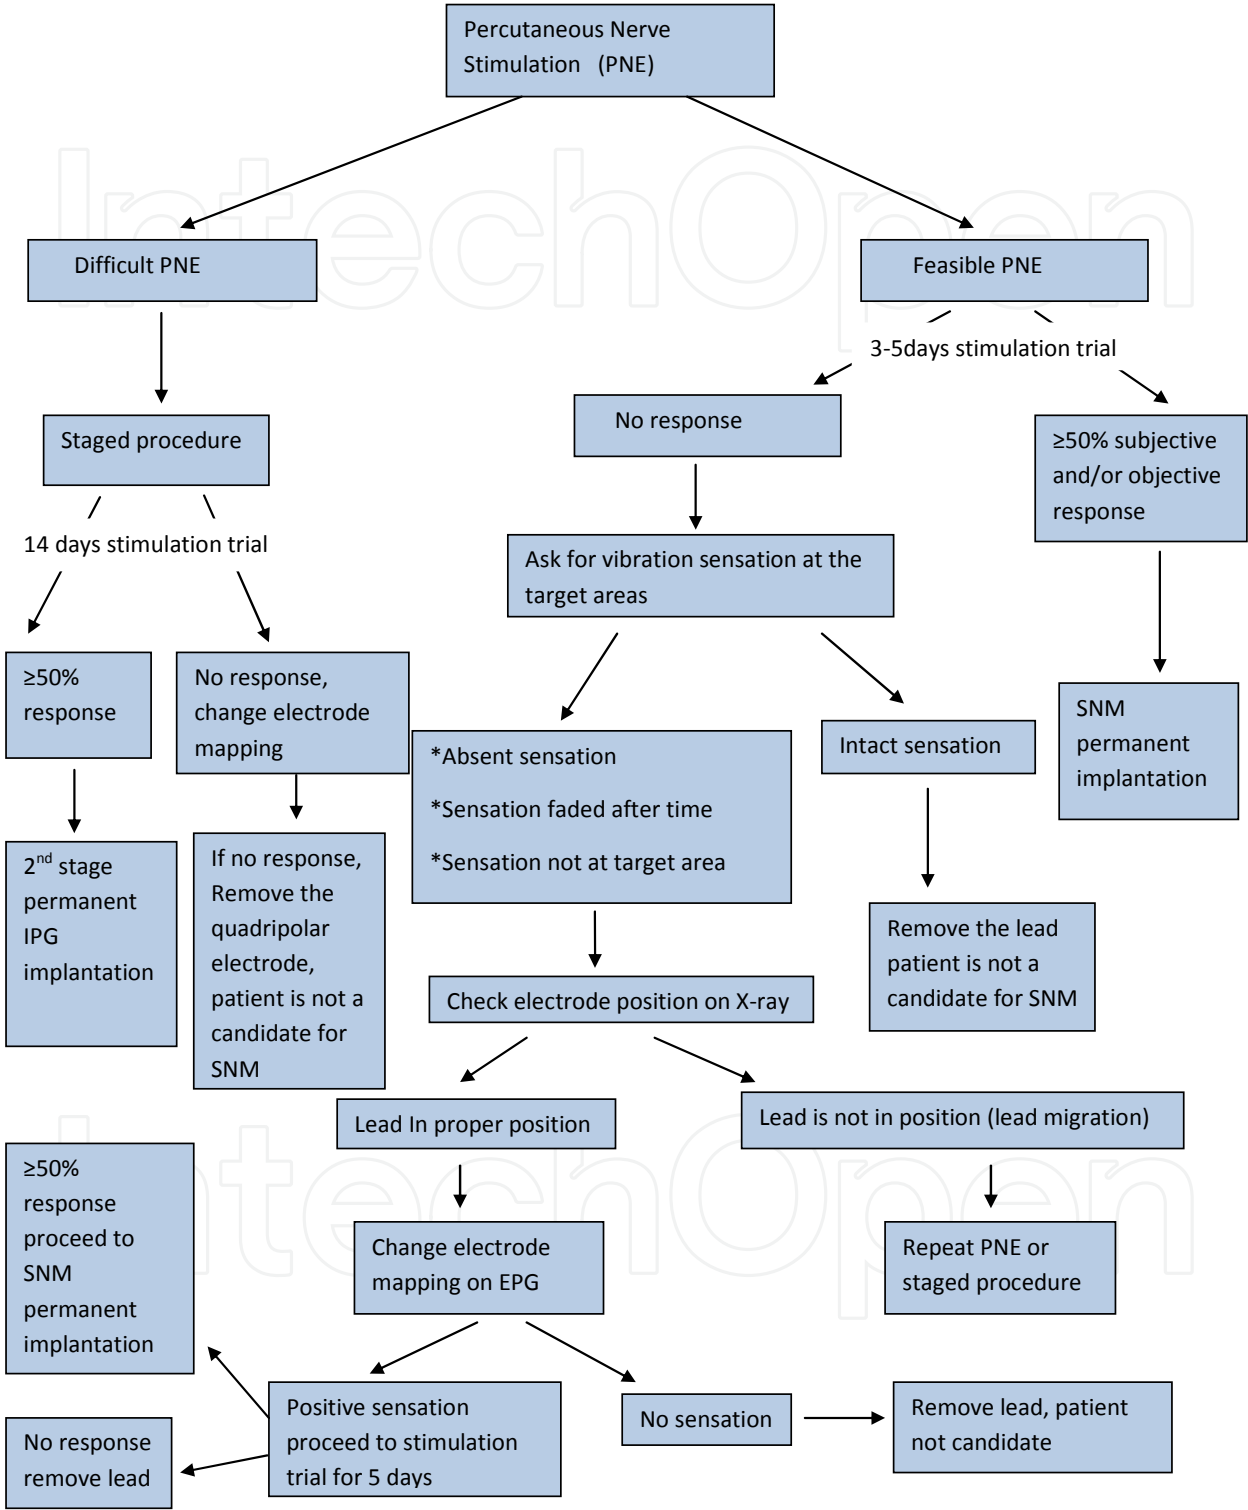 Percutaneous Nerve
Stimulation (PNE)
IntechOpen
Difficult PNE
Feasible PNE
3-5days stimulation trial
Staged procedure
No response
≥50% subjective
and/or objective
response
14 days stimulation trial
Ask for vibration sensation at the
target areas
≥50%
response
No response,
change electrode
mapping
*Absent sensation
*Sensation faded after time
*Sensation not at target area
Intact sensation
SNM
permanent
implantation
2nd stage
permanent
IPG
implantation
If no response,
Remove the
quadripolar
electrode,
patient is not a
candidate for
SNM
Remove the lead
patient is not a
candidate for SNM
Check electrode position on X-ray
Lead In proper position
Lead is not in position (lead migration)
IntechOpen
≥50%
response
proceed to
SNM
permanent
implantation
Change electrode
mapping on EPG
Repeat PNE or
staged procedure
Positive sensation
proceed to stimulation
trial for 5 days
No sensation
Remove lead, patient
not candidate
No response
remove lead